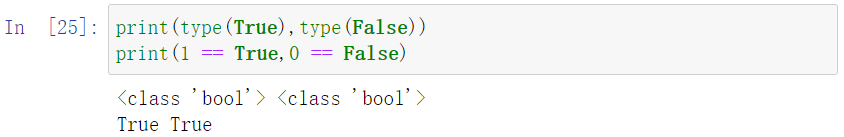 In [25]: print(type(True),type(False))
print(1 == True,0 == False)
<class 'bool'> <class 'bool'>
True True